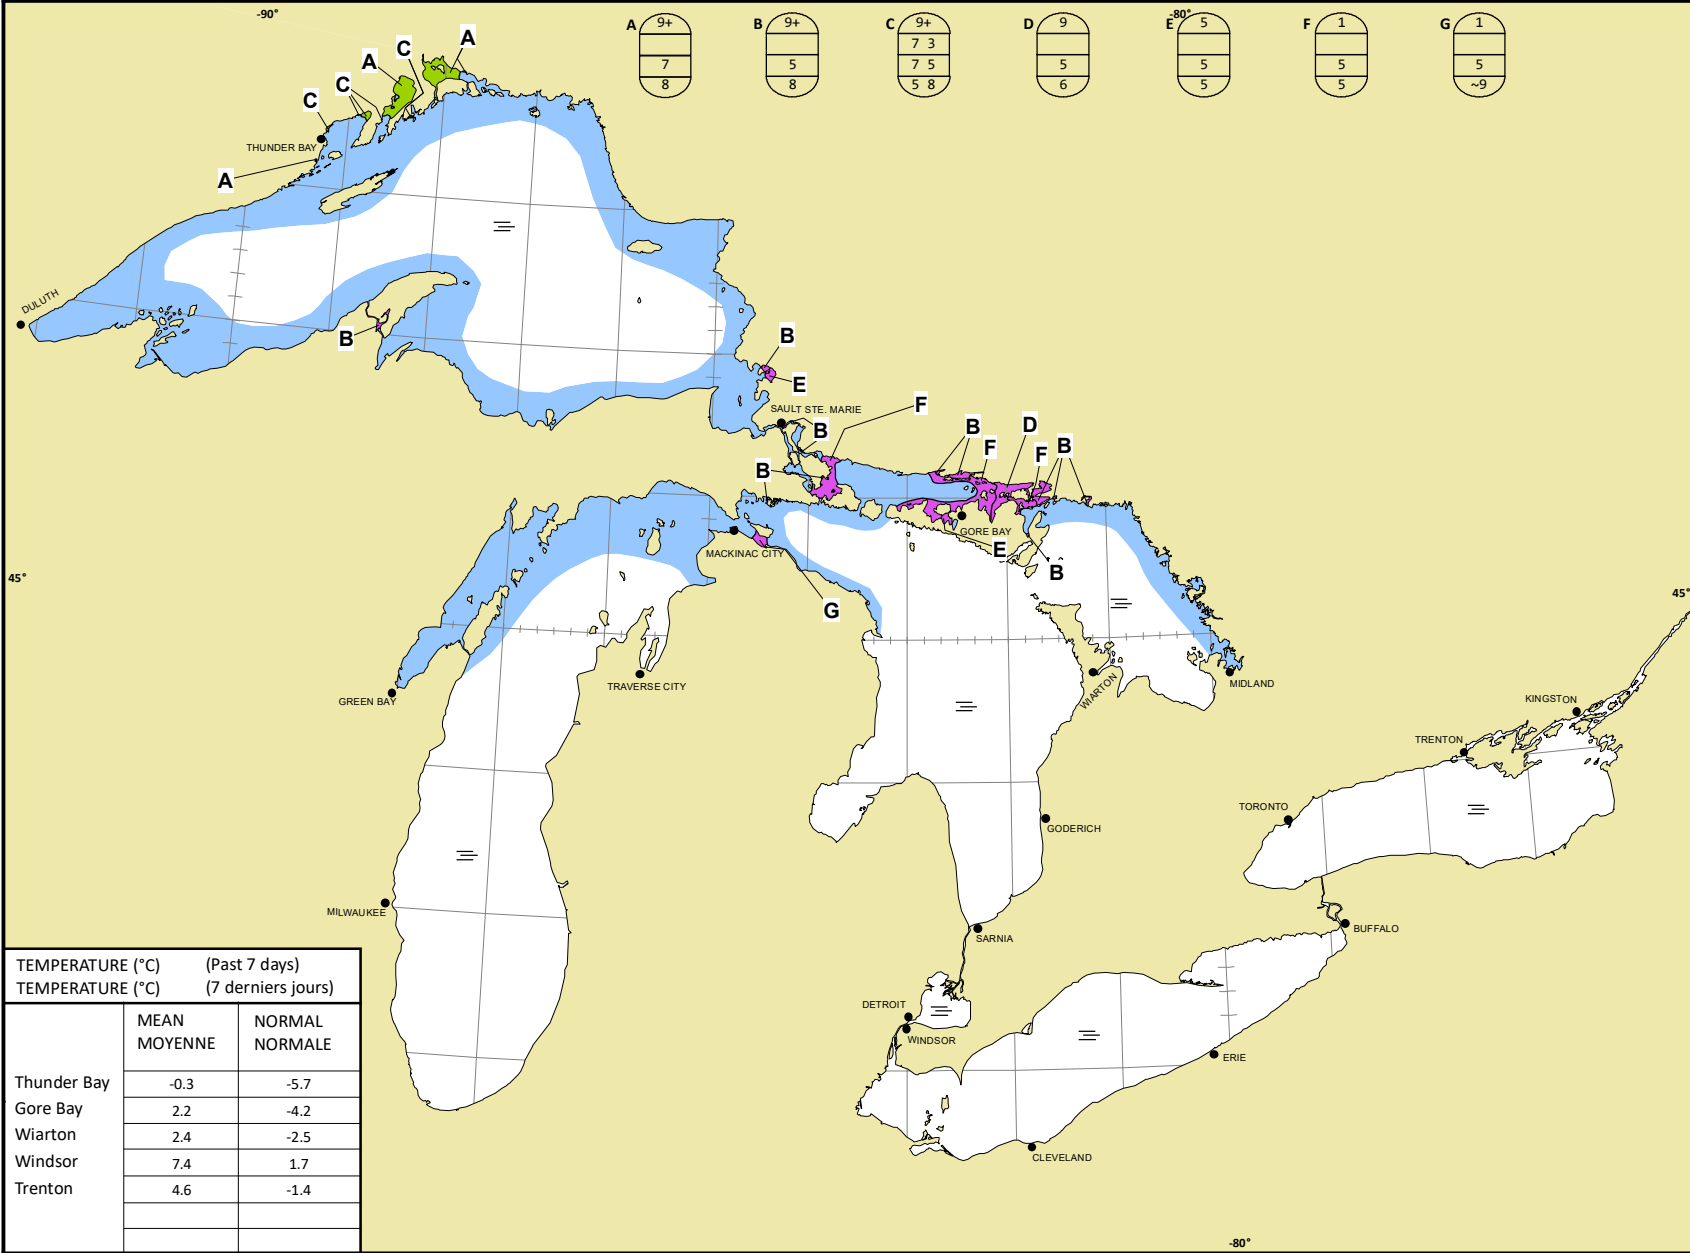 -90°
-80°
A 9+ 7 8
B 9+ 5 8
C 9+ 7 3 7 5 5 8
D 9 5 6
E 5 5 5
F 1 5 5
G 1 5 ~9
A
C
A
C
C
THUNDER BAY
A
DULUTH
B
B
E
SAULT STE. MARIE
F
B
B
D
B
F
F
B
GORE BAY
E
B
MACKINAC CITY
G
45°
45°
GREEN BAY
TRAVERSE CITY
WIARTON
MIDLAND
KINGSTON
TRENTON
TORONTO
GODERICH
MILWAUKEE
SARNIA
BUFFALO
DETROIT
WINDSOR
ERIE
CLEVELAND
-80°
TEMPERATURE (°C) (Past 7 days)
TEMPERATURE (°C) (7 derniers jours)
MEAN NORMAL
MOYENNE NORMALE
Thunder Bay -0.3 -5.7
Gore Bay 2.2 -4.2
Wiarton 2.4 -2.5
Windsor 7.4 1.7
Trenton 4.6 -1.4